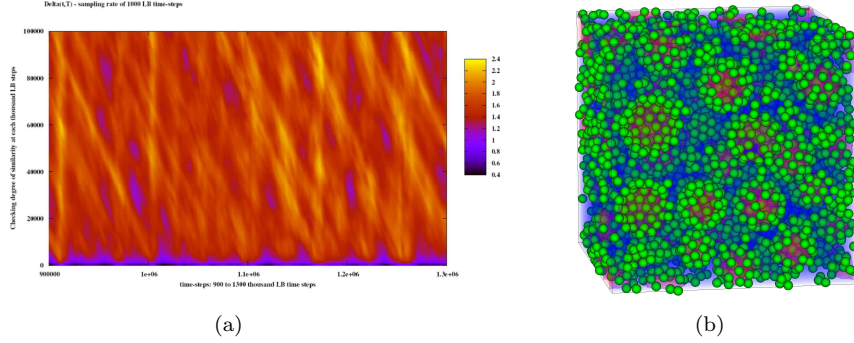 Delta(t,T) - sampling rate of 1000 LB time-steps
Checking degree of similarity at each thousand LB steps
100000
80000
60000
40000
20000
0
900000
1e+06
1.1e+06
1.2e+06
1.3e+06
time-steps: 900 to 1300 thousand LB time steps
2.4
2.2
2
1.8
1.6
1.4
1.2
1
0.8
0.6
0.4
(a)
(b)